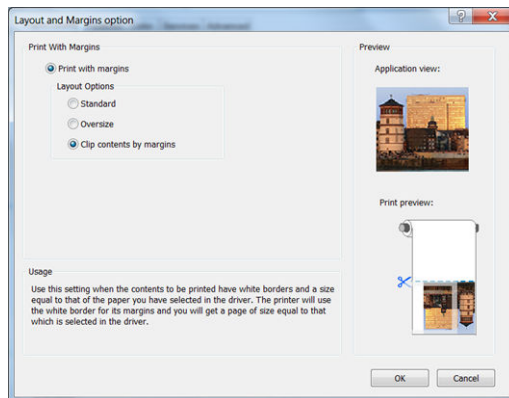 Layout and Margins option
Print With Margins
Print with margins
Layout Options
Standard
Oversize
Clip contents by margins
Usage
Use this setting when the contents to be printed have white borders and a size
equal to that of the paper you have selected in the driver. The printer will use
the white border for its margins and you will get a page of size equal to that
which is selected in the driver.
Preview
Application view:
Print preview:
OK
Cancel